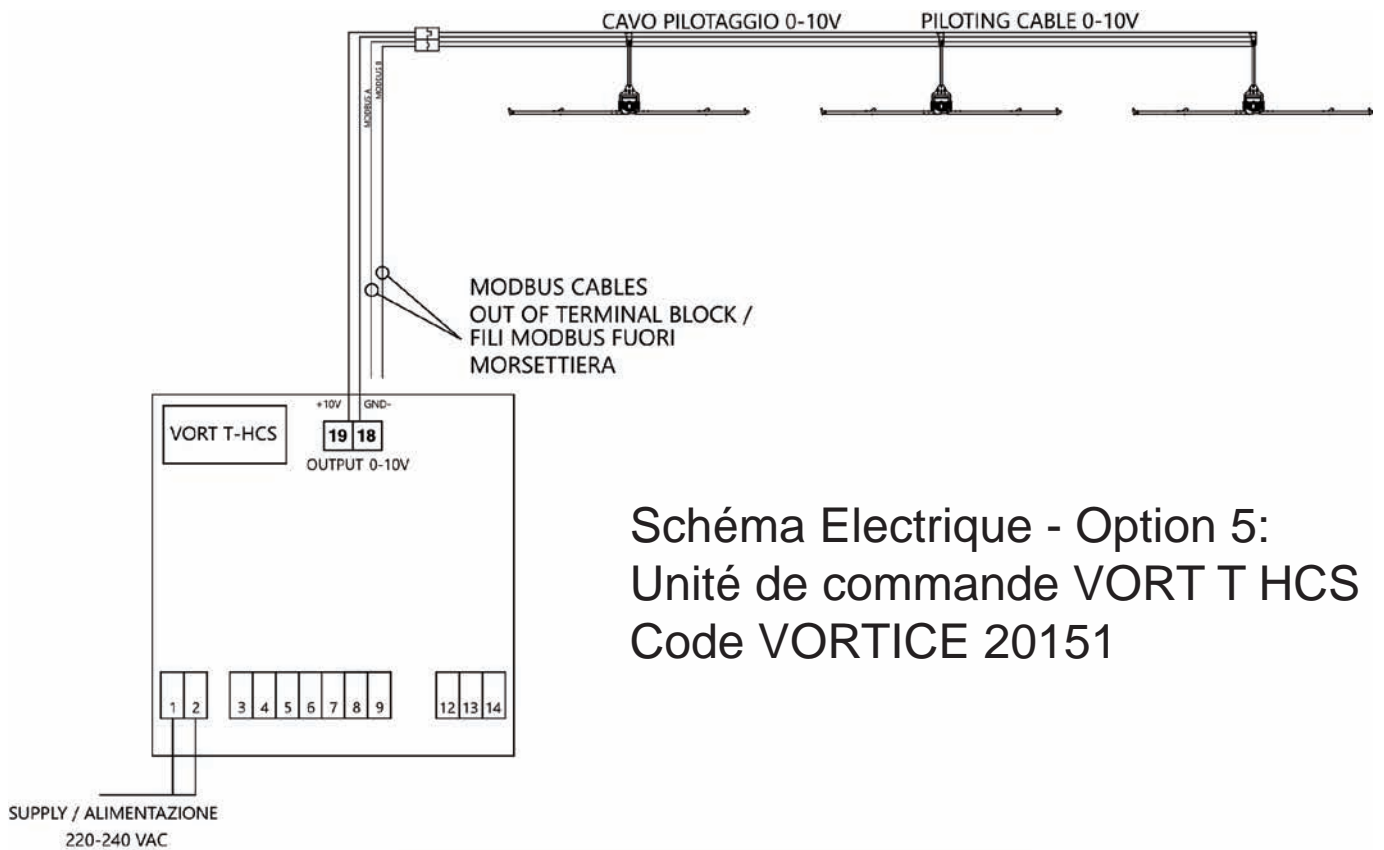 CAVO PILOTAGGIO 0-10V
PILOTING CABLE 0-10V
MODBUS A
MODBUS B
MODBUS CABLES
OUT OF TERMINAL BLOCK /
FILI MODBUS FUORI
MORSETTIERA
+10V GND-
VORT T-HCS
19 18
OUTPUT 0-10V
Schéma Electrique - Option 5:
Unité de commande VORT T HCS
Code VORTICE 20151
1 2 3 4 5 6 7 8 9 12 13 14
SUPPLY / ALIMENTAZIONE
220-240 VAC